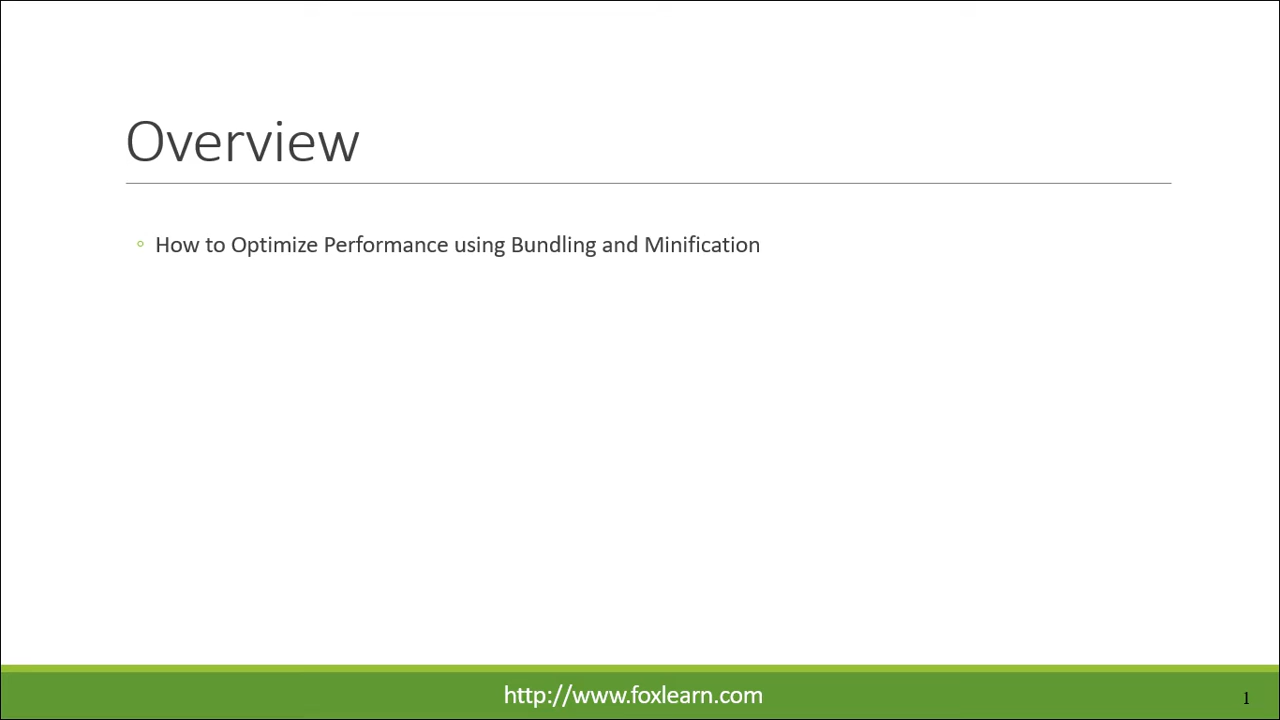 Overview
◦ How to Optimize Performance using Bundling and Minification
http://www.foxlearn.com
1